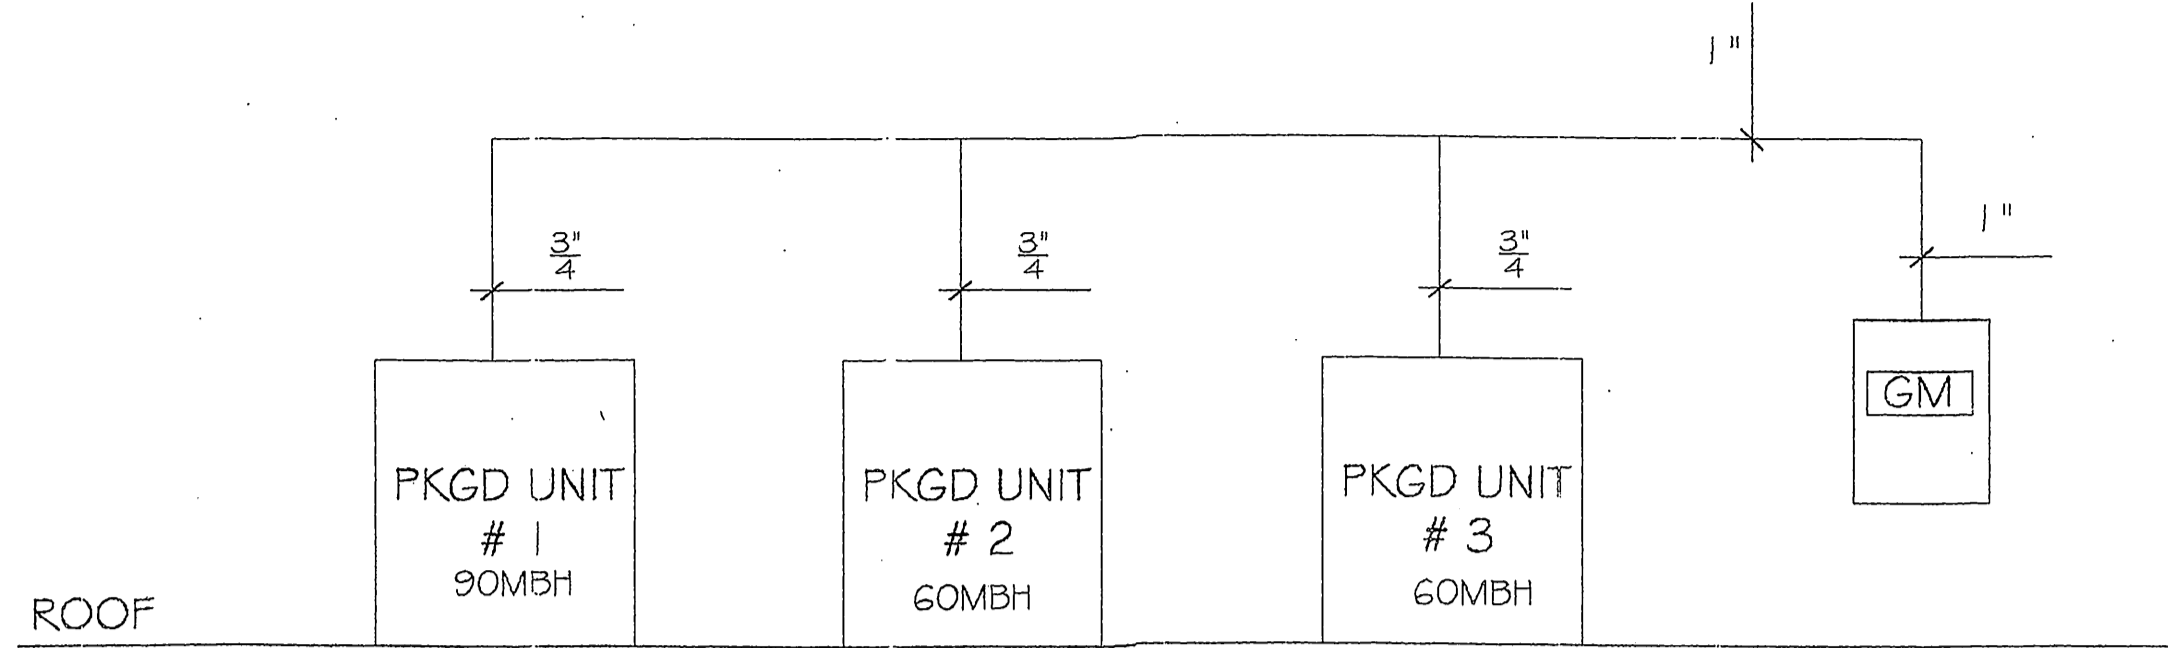 1"
1"
3"
4
3"
4
3"
4
GM
PKGD UNIT
# 1
90MBH
PKGD UNIT
# 2
60MBH
PKGD UNIT
# 3
60MBH
ROOF